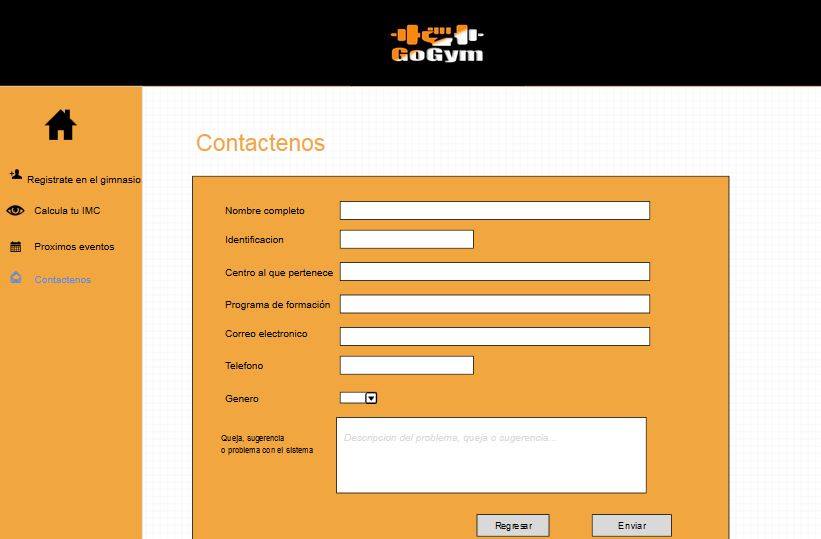 GoGym
Registrate en el gimnasio
Calcula tu IMC
Proximos eventos
Contactenos
Contactenos
Nombre completo
Identificacion
Centro al que pertenece
Programa de formación
Correo electronico
Telefono
Genero
Queja, sugerencia
o problema con el sistema
Descripcion del problema, queja o sugerencia...
Regresar
Enviar